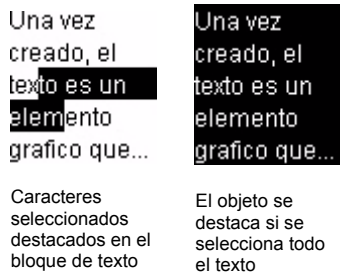 Una vez
creado, el
texto es un
elemento
grafico que...
Caracteres
seleccionados
destacados en el
bloque de texto
Una vez
creado, el
texto es un
elemento
grafico que...
El objeto se
destaca si se
selecciona todo
el texto